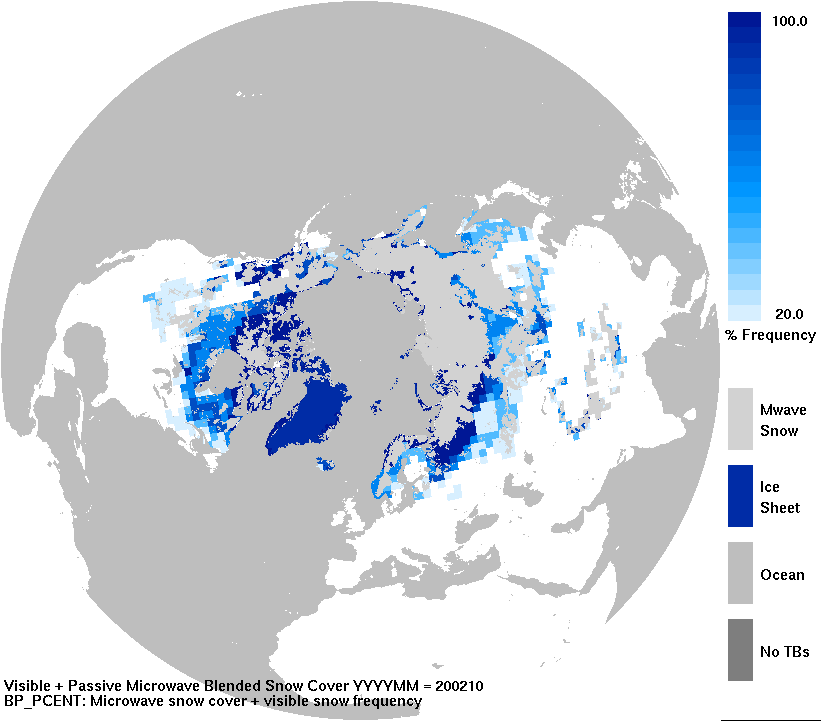 100.0
20.0
% Frequency
Mwave
Snow
Ice
Sheet
Ocean
No TBs
Visible + Passive Microwave Blended Snow Cover YYYYMM = 200210
BP_PCENT: Microwave snow cover + visible snow frequency